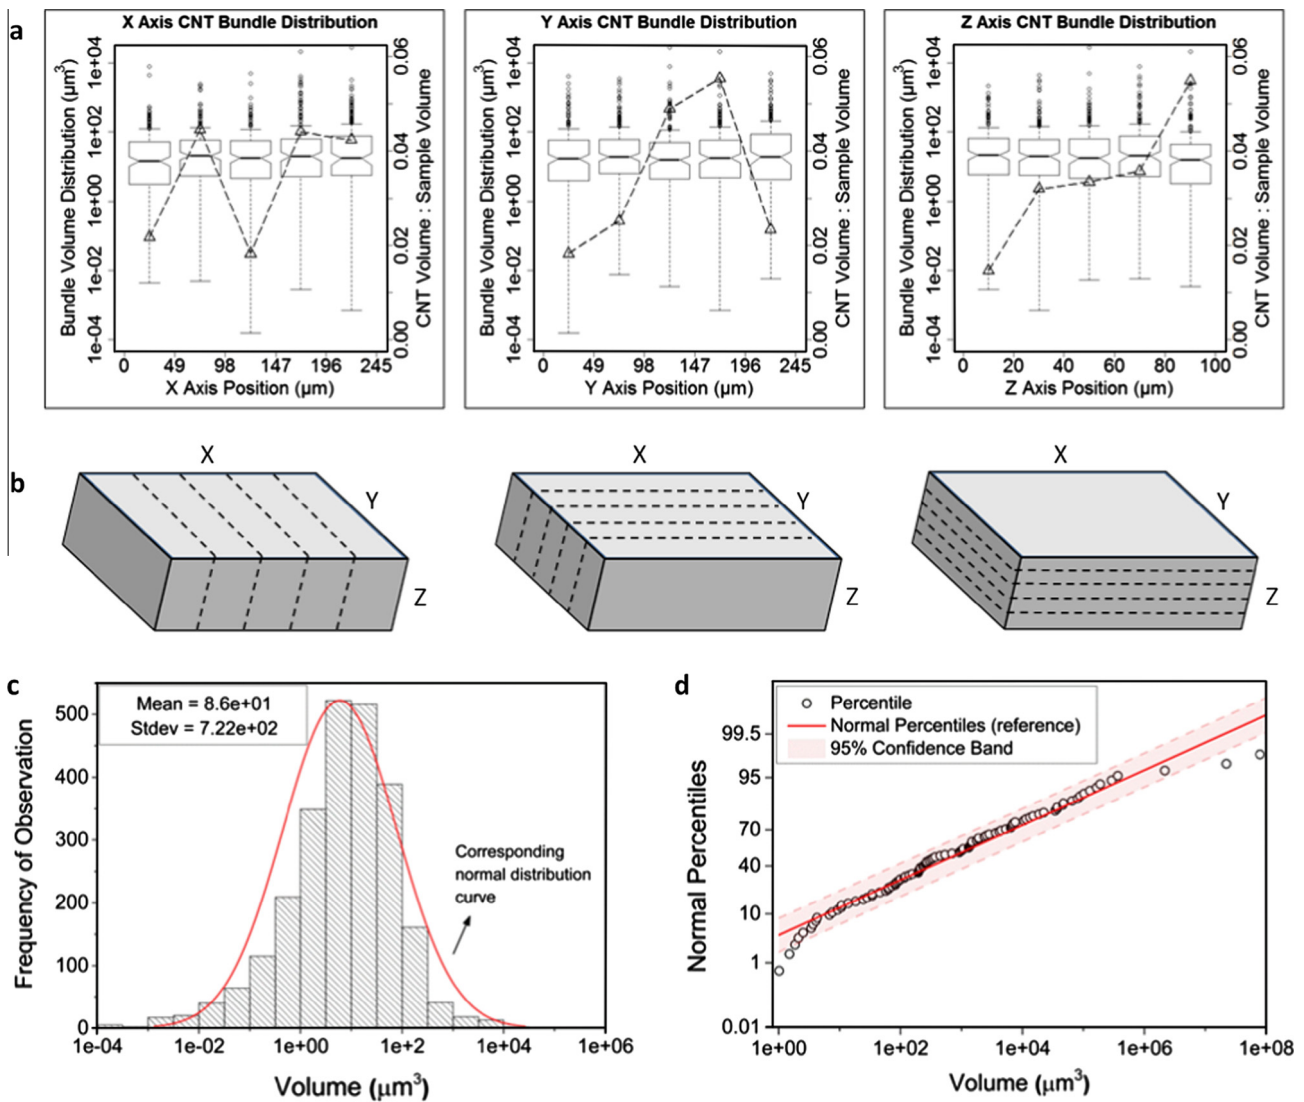 a
X Axis CNT Bundle Distribution
Bundle Volume Distribution (μm³)
1e+04
1e+02
1e+00
1e-02
1e-04
0.06
0.04
0.02
0.00
CNT Volume : Sample Volume
0 49 98 147 196 245
X Axis Position (μm)
Y Axis CNT Bundle Distribution
Bundle Volume Distribution (μm³)
1e+04
1e+02
1e+00
1e-02
1e-04
0.06
0.04
0.02
0.00
CNT Volume : Sample Volume
0 49 98 147 196 245
Y Axis Position (μm)
Z Axis CNT Bundle Distribution
Bundle Volume Distribution (μm³)
1e+04
1e+02
1e+00
1e-02
1e-04
0.06
0.04
0.02
0.00
CNT Volume : Sample Volume
0 20 40 60 80 100
Z Axis Position (μm)
b
X
Y
Z
X
Y
Z
X
Y
Z
c
Mean = 8.6e+01
Stdev = 7.22e+02
Frequency of Observation
500
400
300
200
100
0
Corresponding
normal distribution
curve
1e-04 1e-02 1e+00 1e+2 1e+04 1e+06
Volume (μm³)
d
Percentile
Normal Percentiles (reference)
95% Confidence Band
Normal Percentiles
99.5
95
70
40
10
1
0.01
1e+00 1e+02 1e+04 1e+06 1e+08
Volume (μm³)